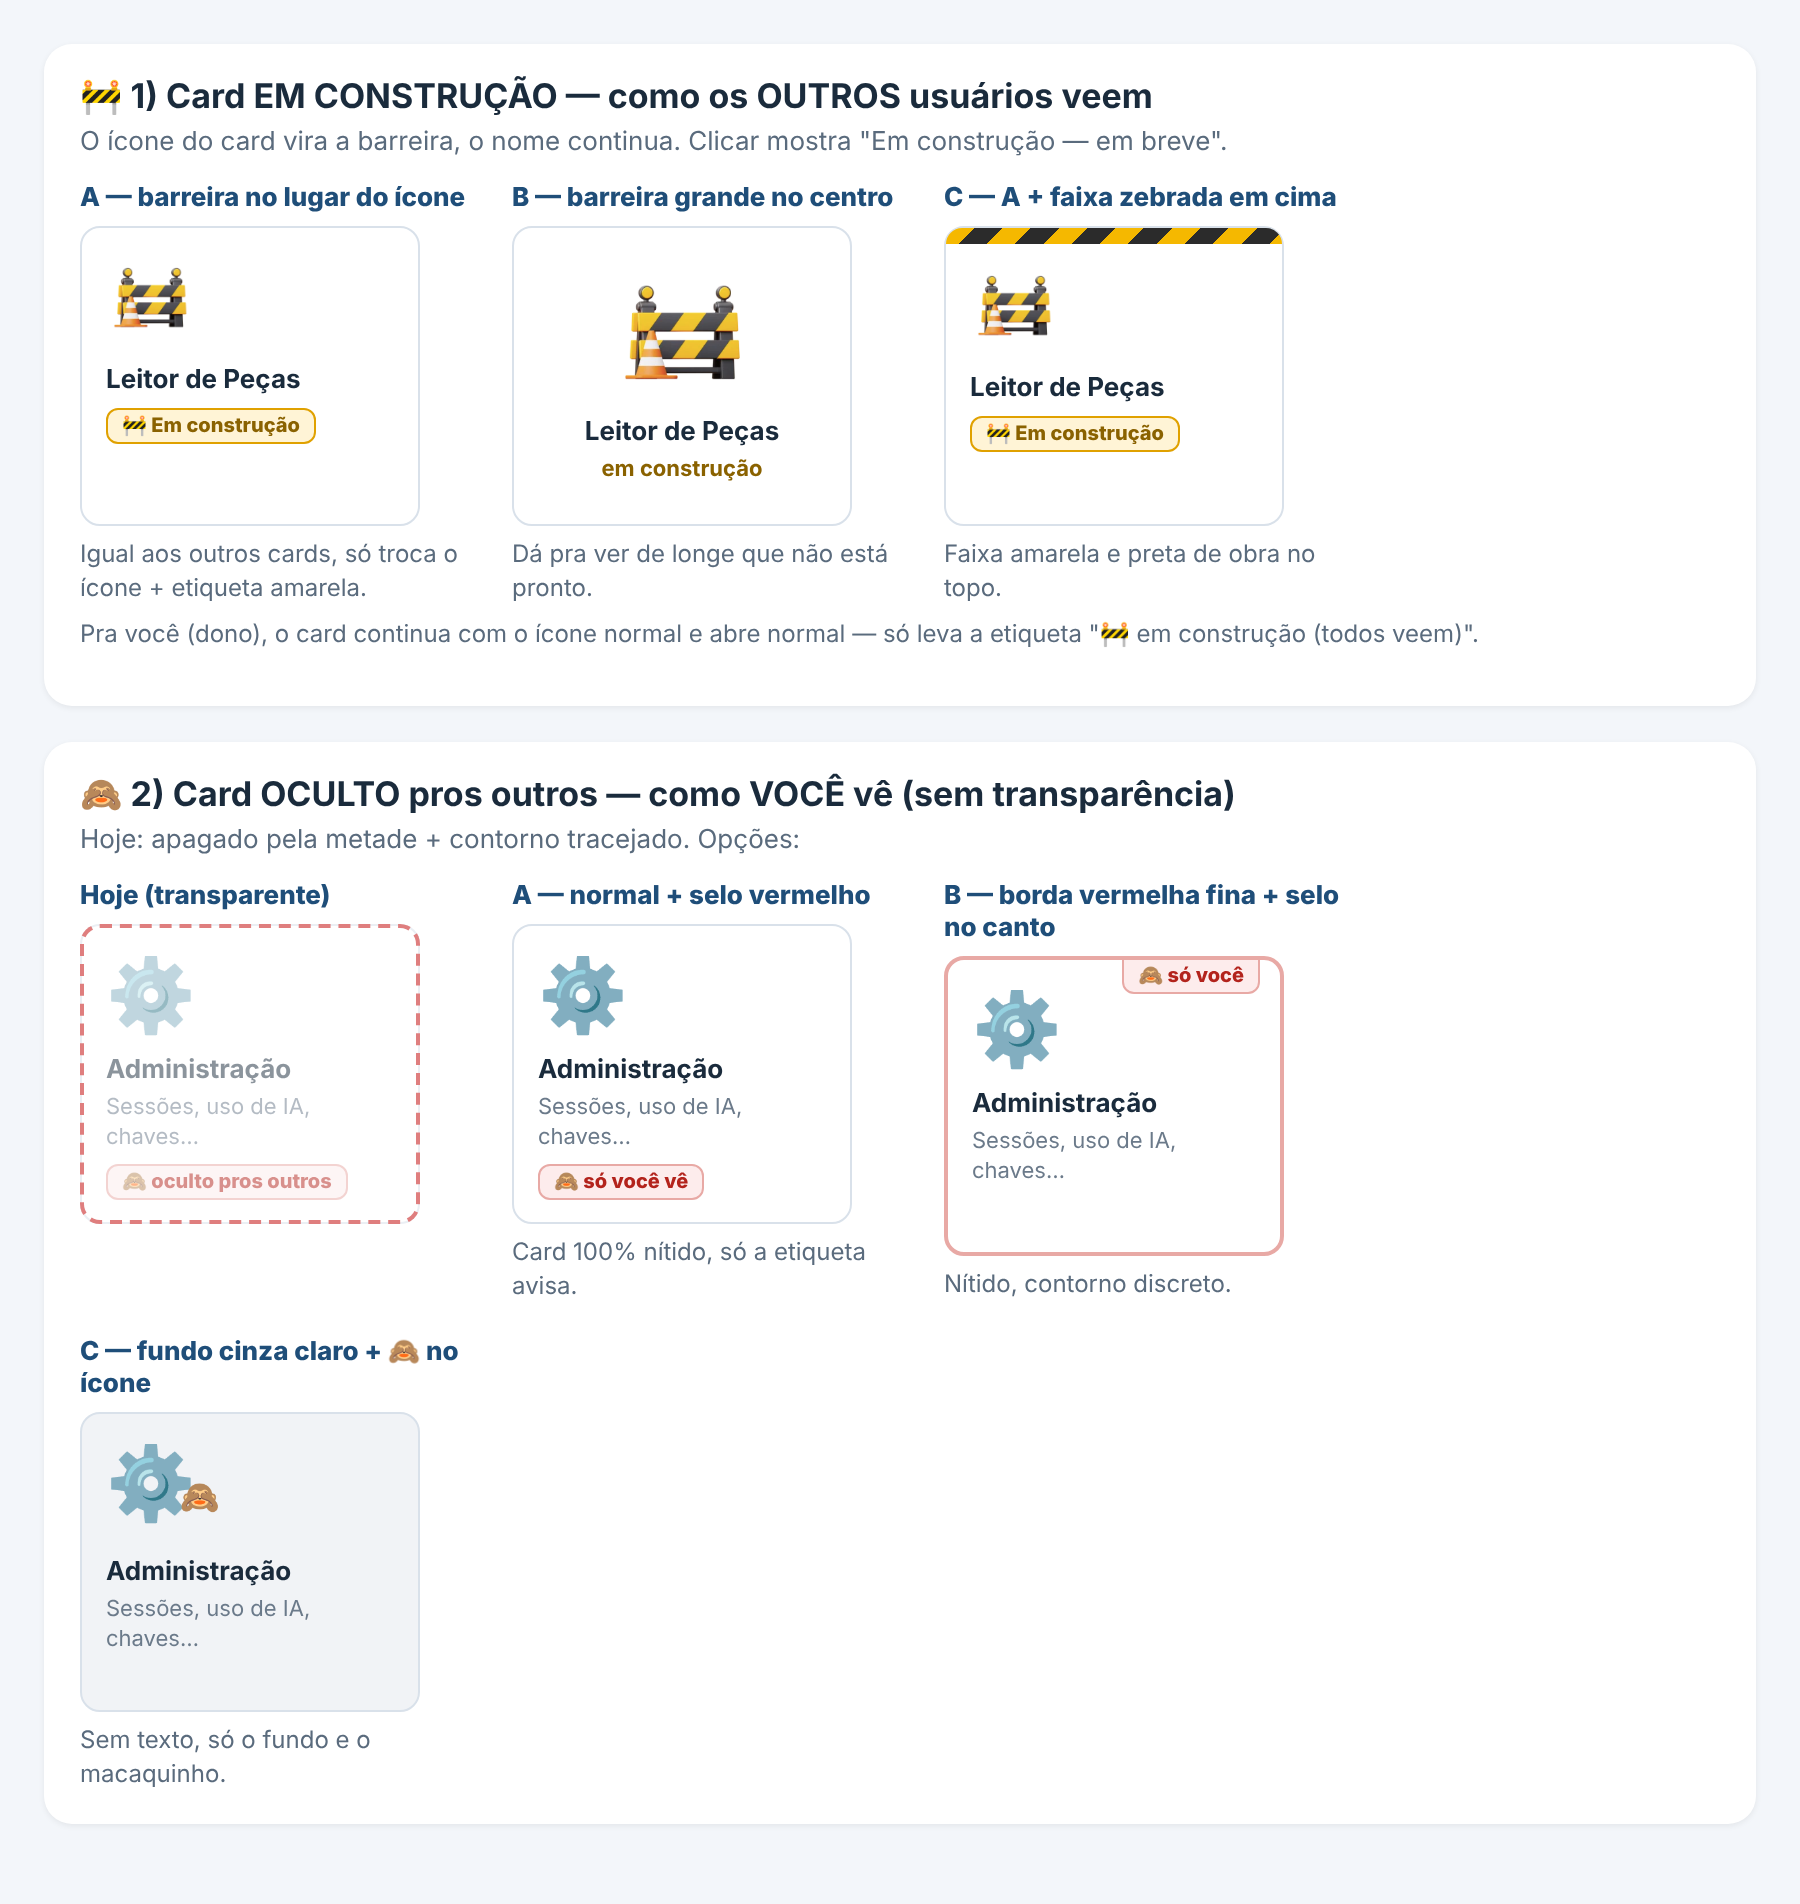 🚧 1) Card EM CONSTRUÇÃO — como os OUTROS usuários veem
O ícone do card vira a barreira, o nome continua. Clicar mostra "Em construção — em breve".
A — barreira no lugar do ícone
Leitor de Peças
🚧 Em construção
Igual aos outros cards, só troca o
ícone + etiqueta amarela.
B — barreira grande no centro
Leitor de Peças
em construção
Dá pra ver de longe que não está
pronto.
C — A + faixa zebrada em cima
Leitor de Peças
🚧 Em construção
Faixa amarela e preta de obra no
topo.
Pra você (dono), o card continua com o ícone normal e abre normal — só leva a etiqueta "🚧 em construção (todos veem)".
🙈 2) Card OCULTO pros outros — como VOCÊ vê (sem transparência)
Hoje: apagado pela metade + contorno tracejado. Opções:
Hoje (transparente)
Administração
Sessões, uso de IA,
chaves...
🙈 oculto pros outros
A — normal + selo vermelho
Administração
Sessões, uso de IA,
chaves...
🙈 só você vê
Card 100% nítido, só a etiqueta
avisa.
B — borda vermelha fina + selo
no canto
🙈 só você
Administração
Sessões, uso de IA,
chaves...
Nítido, contorno discreto.
C — fundo cinza claro + 🙈 no
ícone
Administração
Sessões, uso de IA,
chaves...
Sem texto, só o fundo e o
macaquinho.